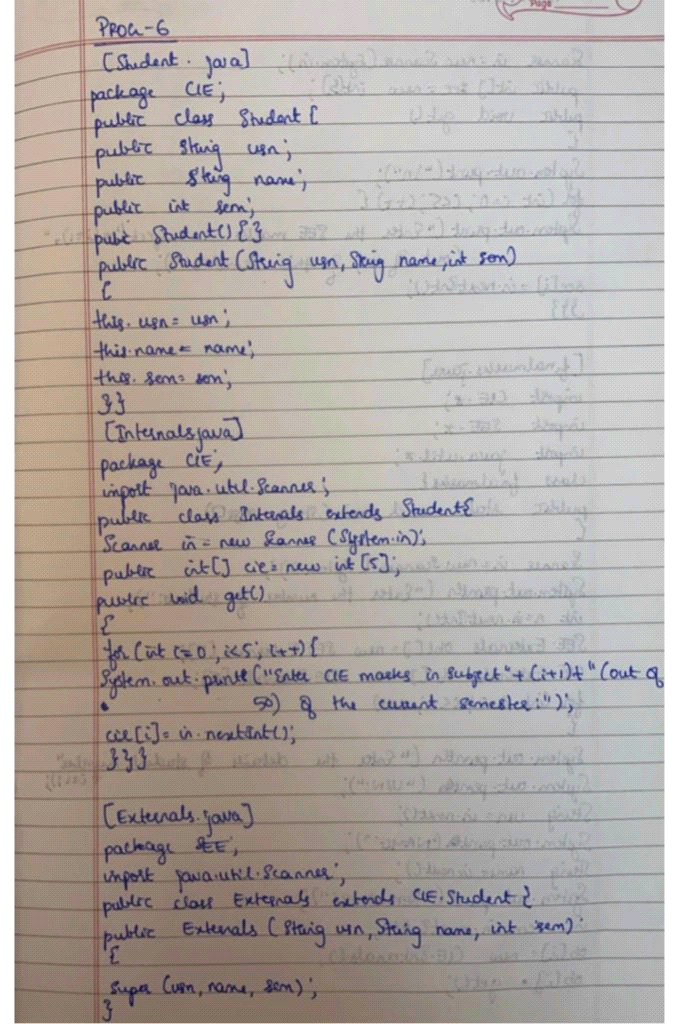 Page
PROG-6
[Student. java]
package CIE;
public class Student {
public String usn;
public String name;
public int sem;
public Student() { }
public Student (String usn, String name, int sem)
{
this. usn = usn;
this.name = name;
this. sem = sem;
}}
[Internals.java]
package CIE;
import java.util.Scanner;
public class Internals extends Student{
Scanner in = new Scanner (System.in);
public int[] cie = new int [5];
public void get()
{
for (int i=0; i<5; i++) {
System.out.println ("Enter CIE marks in subject" + (i+1) + "(out of
50) of the current semester:");
cie[i] = in.nextInt();
}}}
[Externals.java]
package SEE;
import java.util.Scanner;
public class Externals extends CIE.Student {
public Externals (String usn, String name, int sem)
{
super (usn, name, sem);
}